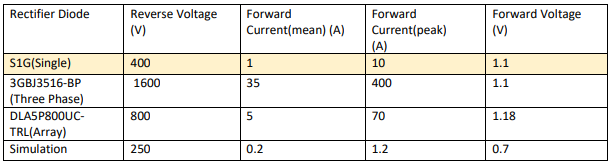 Rectifier Diode Reverse Voltage (V) Forward Current(mean) (A) Forward Current(peak) (A) Forward Voltage (V)
S1G(Single) 400 1 10 1.1
3GBJ3516-BP (Three Phase) 1600 35 400 1.1
DLA5P800UC-TRL(Array) 800 5 70 1.18
Simulation 250 0.2 1.2 0.7